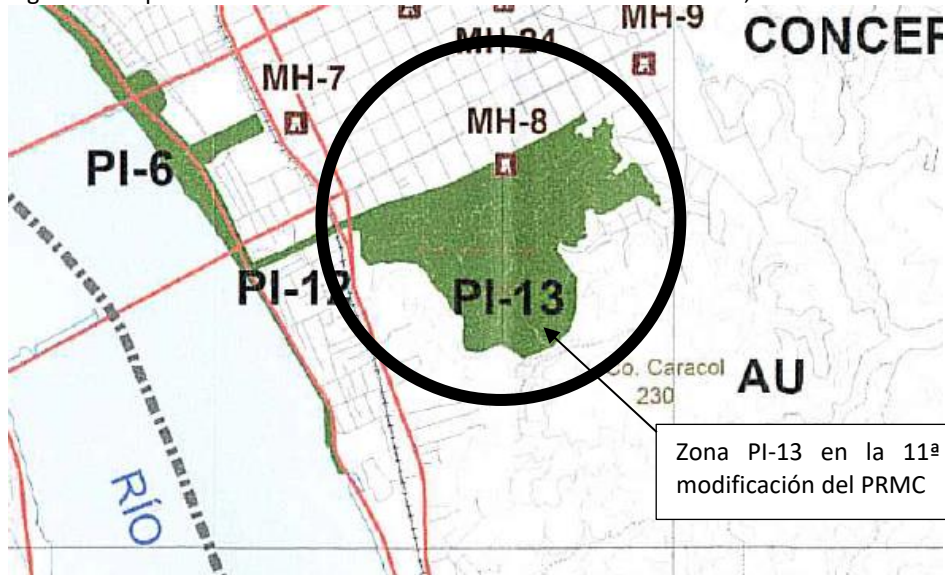 MH-9
CONCEP
MH-24
MH-7
MH-8
PI-6
PI-12
PI-13
Co. Caracol
230
AU
Zona PI-13 en la 11ª
modificación del PRMC
RÍO